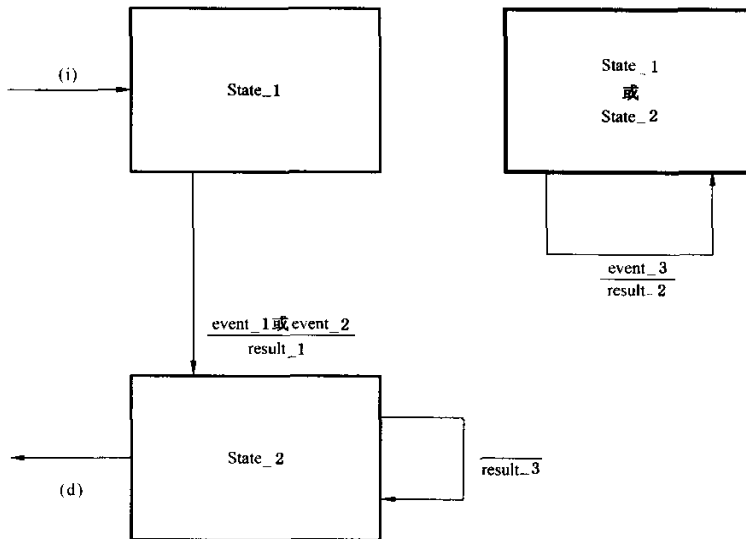 (i)
State_1
State_1
或
State_2
event_3
result_2
event_1或event_2
result_1
State_2
result_3
(d)